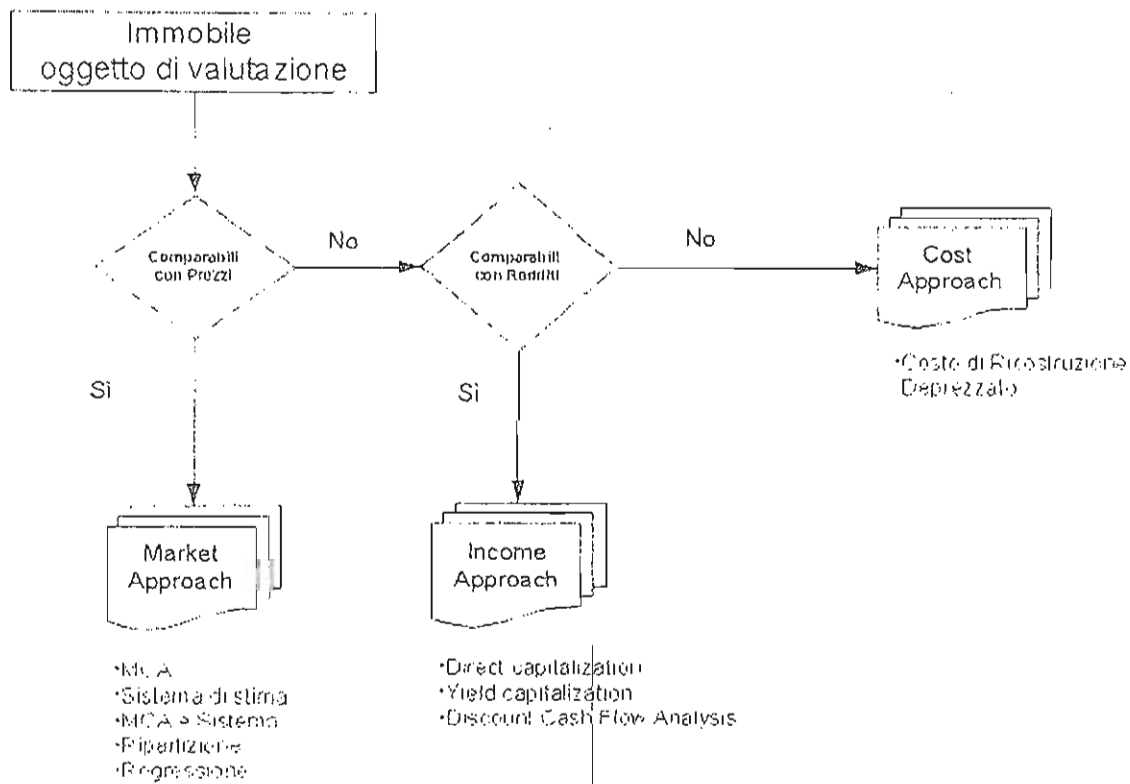 Immobile
oggetto di valutazione
Comparabili
con Prezzi
No
Comparabili
con Redditi
No
Cost
Approach
•Costo di Ricostruzione
Deprezzato
Sì
Sì
Market
Approach
Income
Approach
•MCA
•Sistema di stima
•MCA e Sistema
•Ripartizione
•Regressione
•Direct capitalization
•Yield capitalization
•Discount Cash Flow Analysis